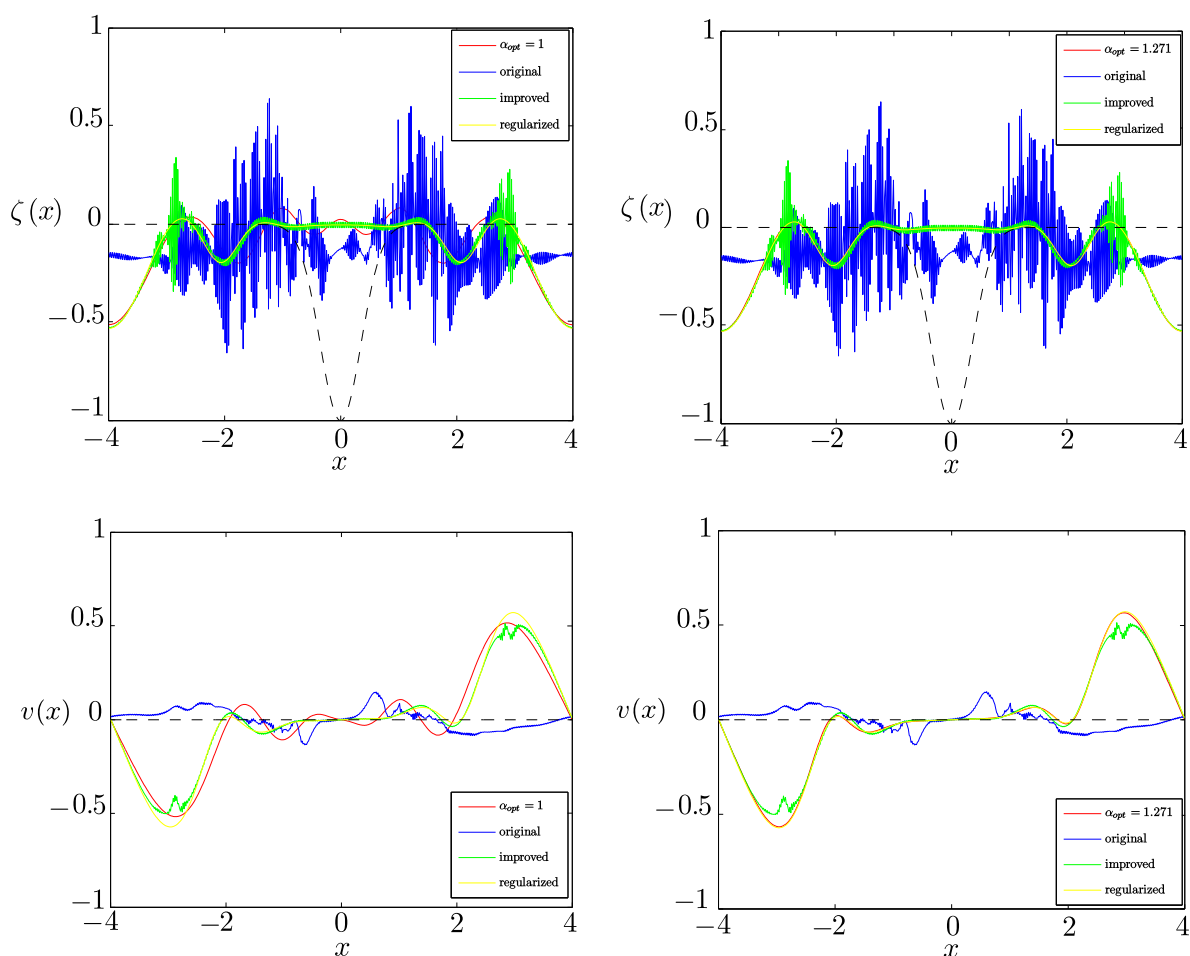 1
0.5
0
−0.5
−1
ζ (x)
−4
−2
0
2
4
x
α_opt = 1
original
improved
regularized
1
0.5
0
−0.5
−1
ζ (x)
−4
−2
0
2
4
x
α_opt = 1.271
original
improved
regularized
1
0.5
0
−0.5
−1
v(x)
−4
−2
0
2
4
x
α_opt = 1
original
improved
regularized
1
0.5
0
−0.5
−1
v(x)
−4
−2
0
2
4
x
α_opt = 1.271
original
improved
regularized